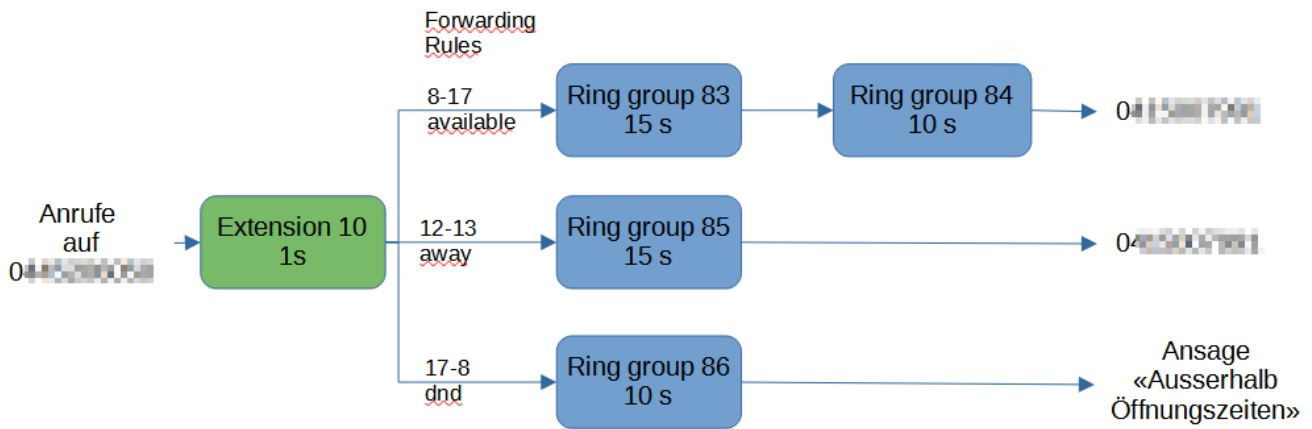 Forwarding
Rules
8-17
available
Ring group 83
15 s
Ring group 84
10 s
Anrufe
auf
Extension 10
1s
12-13
away
Ring group 85
15 s
17-8
dnd
Ring group 86
10 s
Ansage
«Ausserhalb
Öffnungszeiten»